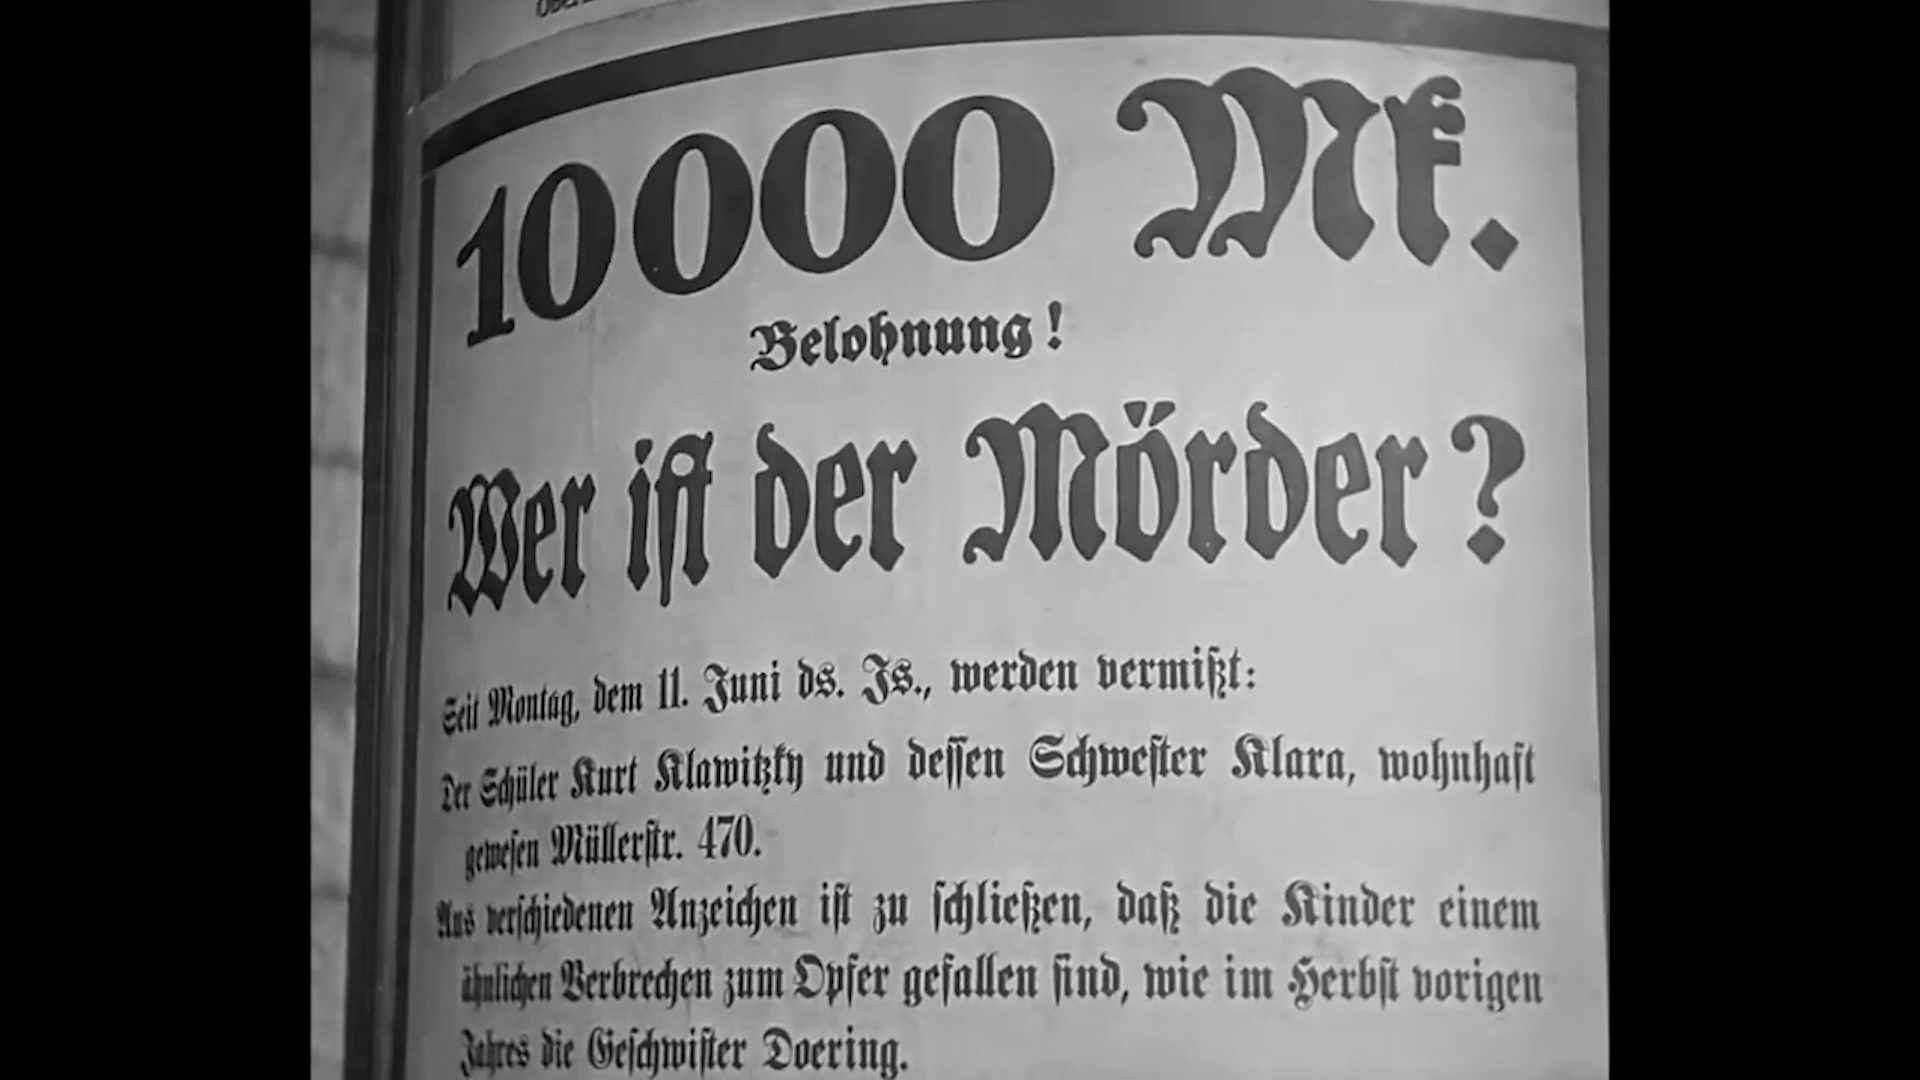 10000 Mk.
Belohnung!
Wer ist der Mörder?
Seit Montag, dem 11. Juni ds. Js., werden vermißt:
Der Schüler Kurt Klawitzky und dessen Schwester Klara, wohnhaft
gewesen Müllerstr. 470.
Aus verschiedenen Anzeichen ist zu schließen, daß die Kinder einem
ähnlichen Verbrechen zum Opfer gefallen sind, wie im Herbst vorigen
Jahres die Geschwister Doering.